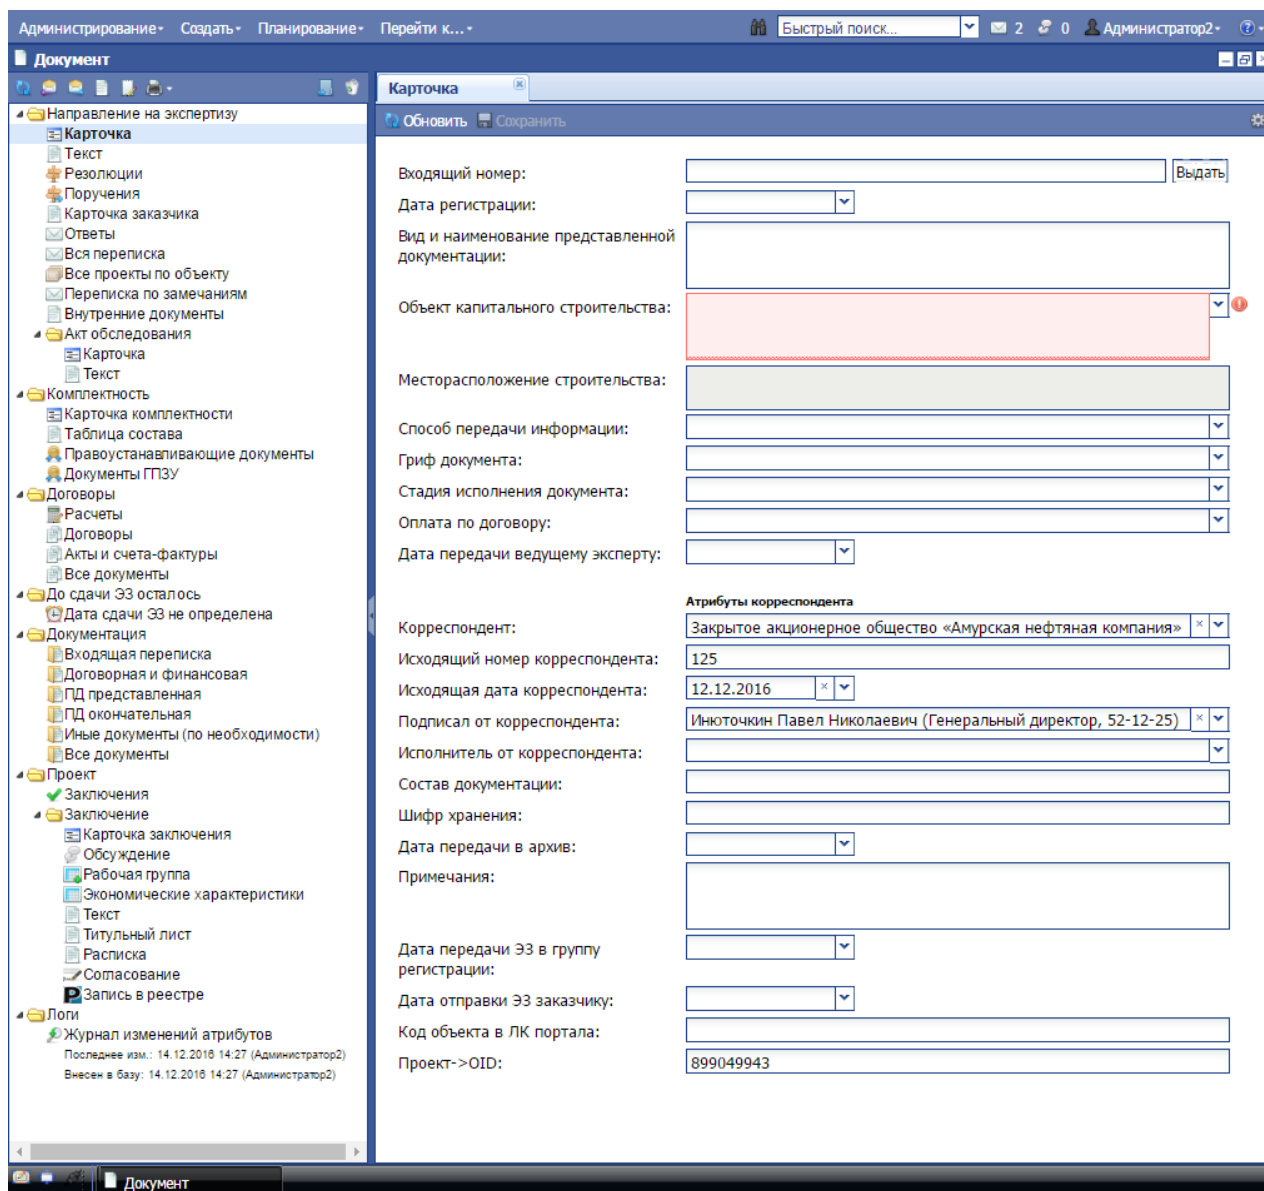 Администрирование Создать Планирование Перейти к... Быстрый поиск... 2 0 Администратор2
Документ
Карточка
Обновить Сохранить
Направление на экспертизу
Карточка
Текст
Резолюции
Поручения
Карточка заказчика
Ответы
Вся переписка
Все проекты по объекту
Переписка по замечаниям
Внутренние документы
Акт обследования
Карточка
Текст
Комплектность
Карточка комплектности
Таблица состава
Правоустанавливающие документы
Документы ГПЗУ
Договоры
Расчеты
Договоры
Акты и счета-фактуры
Все документы
До сдачи ЭЗ осталось
Дата сдачи ЭЗ не определена
Документация
Входящая переписка
Договорная и финансовая
ПД представленная
ПД окончательная
Иные документы (по необходимости)
Все документы
Проект
Заключения
Заключение
Карточка заключения
Обсуждение
Рабочая группа
Экономические характеристики
Текст
Титульный лист
Расписка
Согласование
Запись в реестре
Логи
Журнал изменений атрибутов
Последнее изм.: 14.12.2016 14:27 (Администратор2)
Внесен в базу: 14.12.2016 14:27 (Администратор2)
Входящий номер: Выдать
Дата регистрации:
Вид и наименование представленной
документации:
Объект капитального строительства:
Месторасположение строительства:
Способ передачи информации:
Гриф документа:
Стадия исполнения документа:
Оплата по договору:
Дата передачи ведущему эксперту:
Атрибуты корреспондента
Корреспондент: Закрытое акционерное общество «Амурская нефтяная компания»
Исходящий номер корреспондента: 125
Исходящая дата корреспондента: 12.12.2016
Подписал от корреспондента: Инюточкин Павел Николаевич (Генеральный директор, 52-12-25)
Исполнитель от корреспондента:
Состав документации:
Шифр хранения:
Дата передачи в архив:
Примечания:
Дата передачи ЭЗ в группу
регистрации:
Дата отправки ЭЗ заказчику:
Код объекта в ЛК портала:
Проект->OID: 899049943
Документ